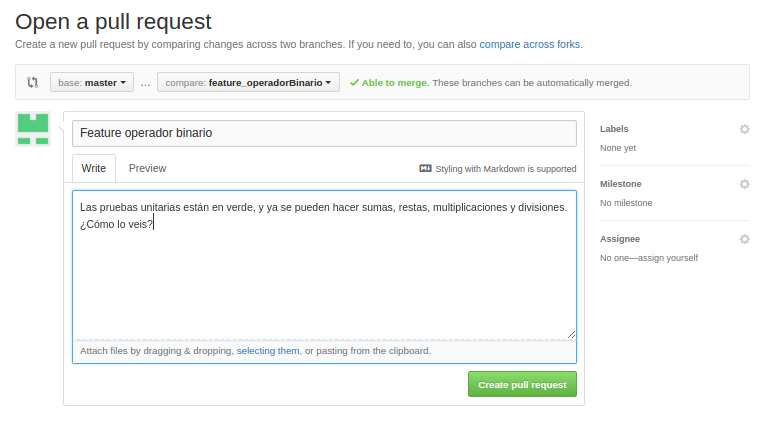 Open a pull request
Create a new pull request by comparing changes across two branches. If you need to, you can also compare across forks.
base: master ... compare: feature_operadorBinario Able to merge. These branches can be automatically merged.
Feature operador binario
Write Preview Styling with Markdown is supported
Las pruebas unitarias están en verde, y ya se pueden hacer sumas, restas, multiplicaciones y divisiones.
¿Cómo lo veis?
Attach files by dragging & dropping, selecting them, or pasting from the clipboard.
Create pull request
Labels
None yet
Milestone
No milestone
Assignee
No one—assign yourself